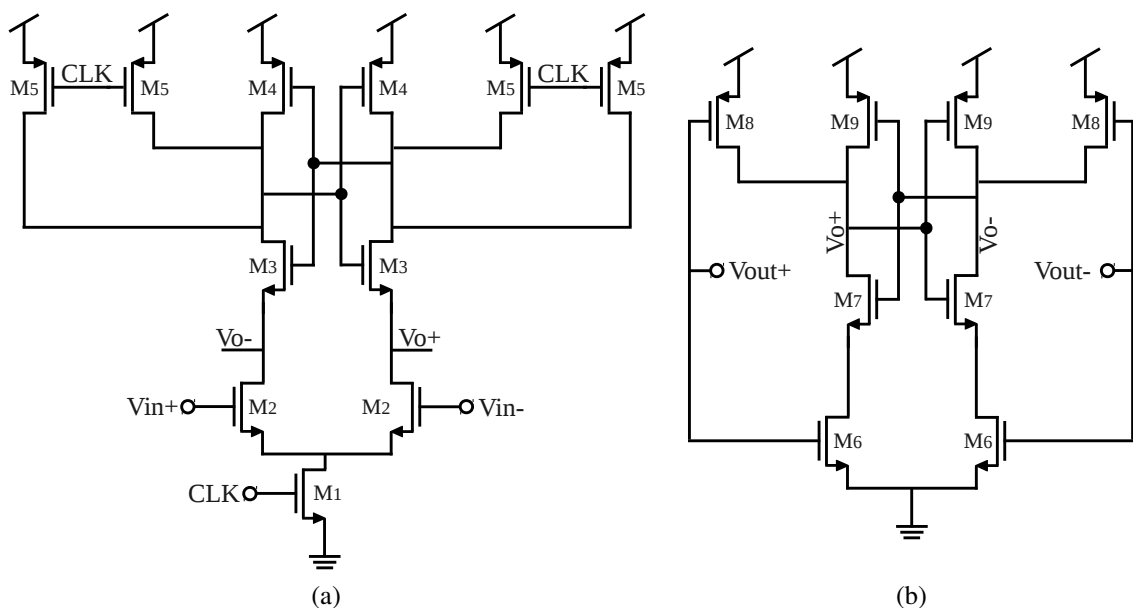 M5 CLK M5 M4 M4 M5 CLK M5
M3 M3
Vo- Vo+
Vin+ M2 M2 Vin-
CLK M1
(a)
M8 M9 M9 M8
Vo+ Vo-
Vout+ Vout-
M7 M7
M6 M6
(b)